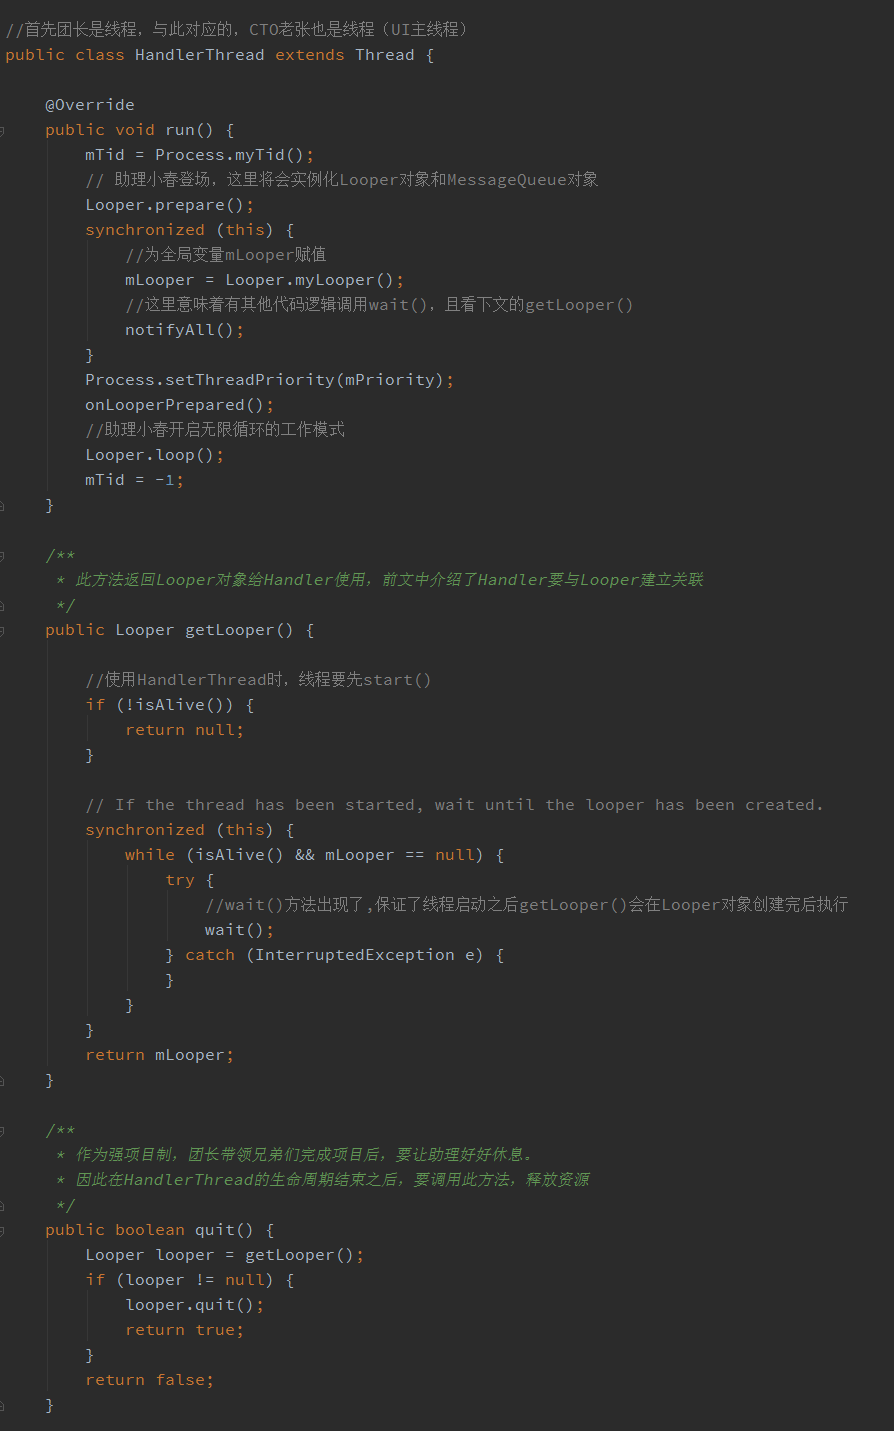 //首先团长是线程，与此对应的，CTO老张也是线程（UI主线程）
public class HandlerThread extends Thread {
@Override
public void run() {
mTid = Process.myTid();
// 助理小春登场，这里将会实例化Looper对象和MessageQueue对象
Looper.prepare();
synchronized (this) {
//为全局变量mLooper赋值
mLooper = Looper.myLooper();
//这里意味着有其他代码逻辑调用wait()，且看下文的getLooper()
notifyAll();
}
Process.setThreadPriority(mPriority);
onLooperPrepared();
//助理小春开启无限循环的工作模式
Looper.loop();
mTid = -1;
}
/**
* 此方法返回Looper对象给Handler使用，前文中介绍了Handler要与Looper建立关联
*/
public Looper getLooper() {
//使用HandlerThread时，线程要先start()
if (!isAlive()) {
return null;
}
// If the thread has been started, wait until the looper has been created.
synchronized (this) {
while (isAlive() && mLooper == null) {
try {
//wait()方法出现了,保证了线程启动之后getLooper()会在Looper对象创建完后执行
wait();
} catch (InterruptedException e) {
}
}
}
return mLooper;
}
/**
* 作为强项目制，团长带领兄弟们完成项目后，要让助理好好休息。
* 因此在HandlerThread的生命周期结束之后，要调用此方法，释放资源
*/
public boolean quit() {
Looper looper = getLooper();
if (looper != null) {
looper.quit();
return true;
}
return false;
}